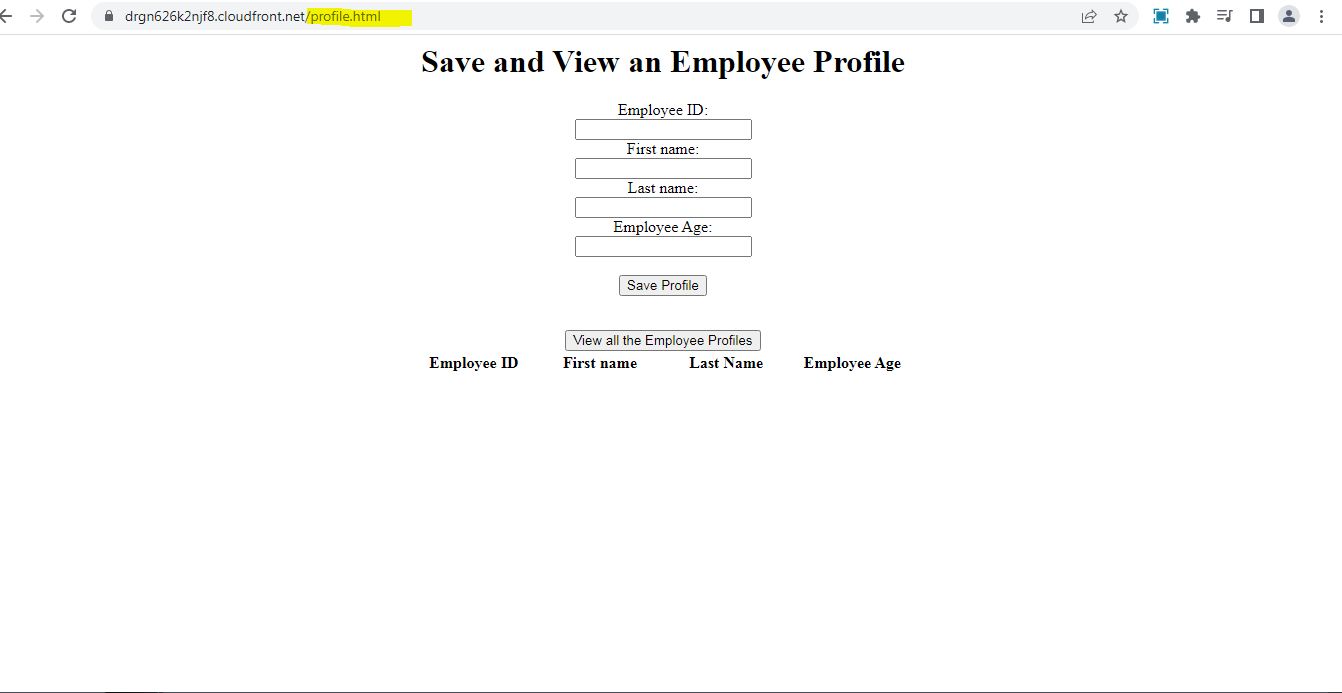 drgn626k2njf8.cloudfront.net/profile.html
Save and View an Employee Profile
Employee ID:
First name:
Last name:
Employee Age:
Save Profile
View all the Employee Profiles
Employee ID First name Last Name Employee Age